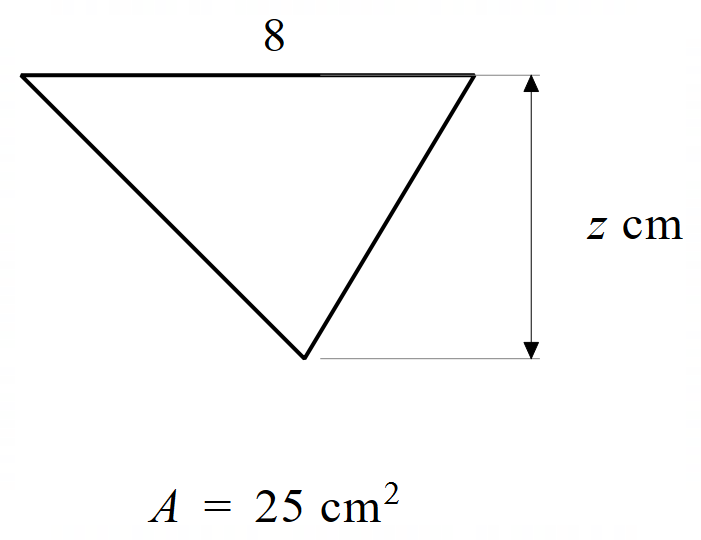 8
z cm
A = 25 cm²